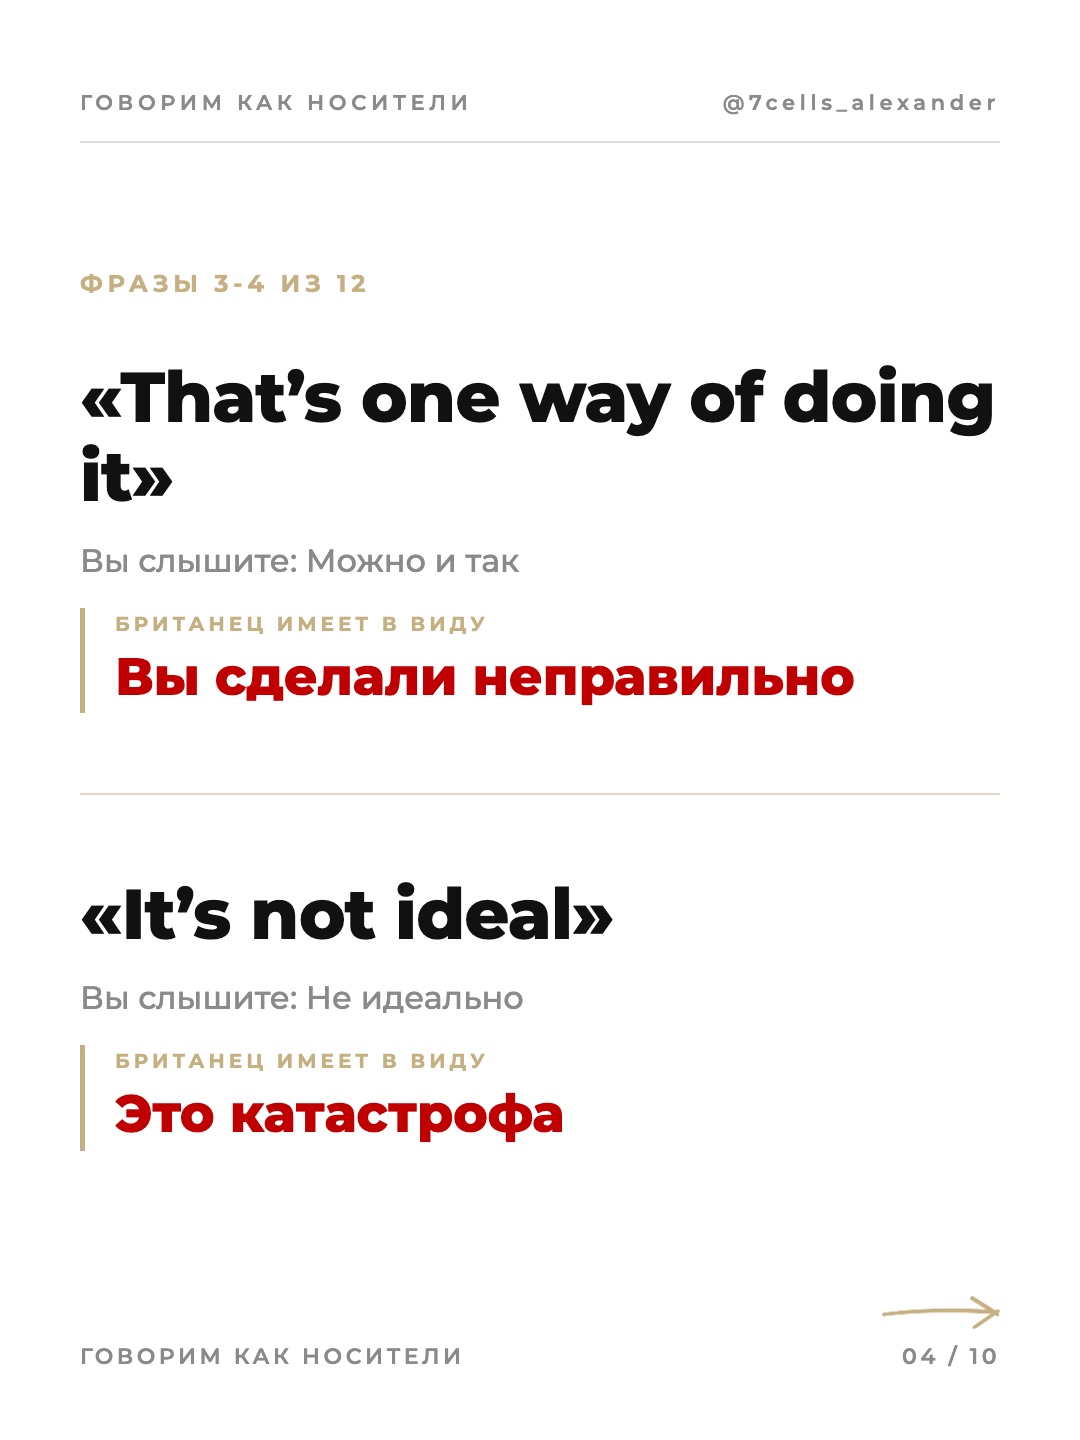 ГОВОРИМ КАК НОСИТЕЛИ
@7cells_alexander
ФРАЗЫ 3-4 ИЗ 12
«That’s one way of doing
it»
Вы слышите: Можно и так
БРИТАНЕЦ ИМЕЕТ В ВИДУ
Вы сделали неправильно
«It’s not ideal»
Вы слышите: Не идеально
БРИТАНЕЦ ИМЕЕТ В ВИДУ
Это катастрофа
ГОВОРИМ КАК НОСИТЕЛИ
04 / 10